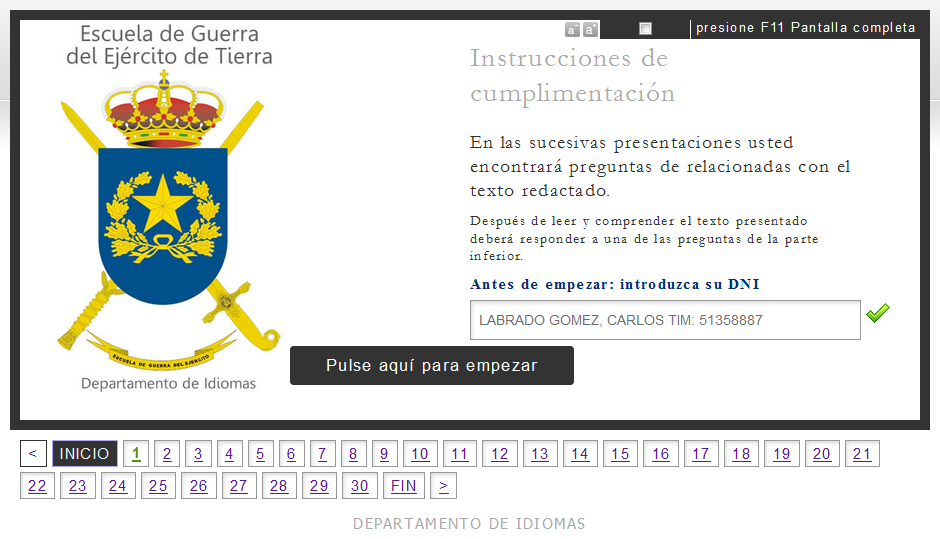 Escuela de Guerra
del Ejército de Tierra
ESCUELA DE GUERRA DEL EJERCITO
Departamento de Idiomas
a- a+
presione F11 Pantalla completa
Instrucciones de
cumplimentación
En las sucesivas presentaciones usted
encontrará preguntas de relacionadas con el
texto redactado.
Después de leer y comprender el texto presentado
deberá responder a una de las preguntas de la parte
inferior.
Antes de empezar: introduzca su DNI
LABRADO GOMEZ, CARLOS TIM: 51358887
Pulse aquí para empezar
< INICIO 1 2 3 4 5 6 7 8 9 10 11 12 13 14 15 16 17 18 19 20 21
22 23 24 25 26 27 28 29 30 FIN >
DEPARTAMENTO DE IDIOMAS